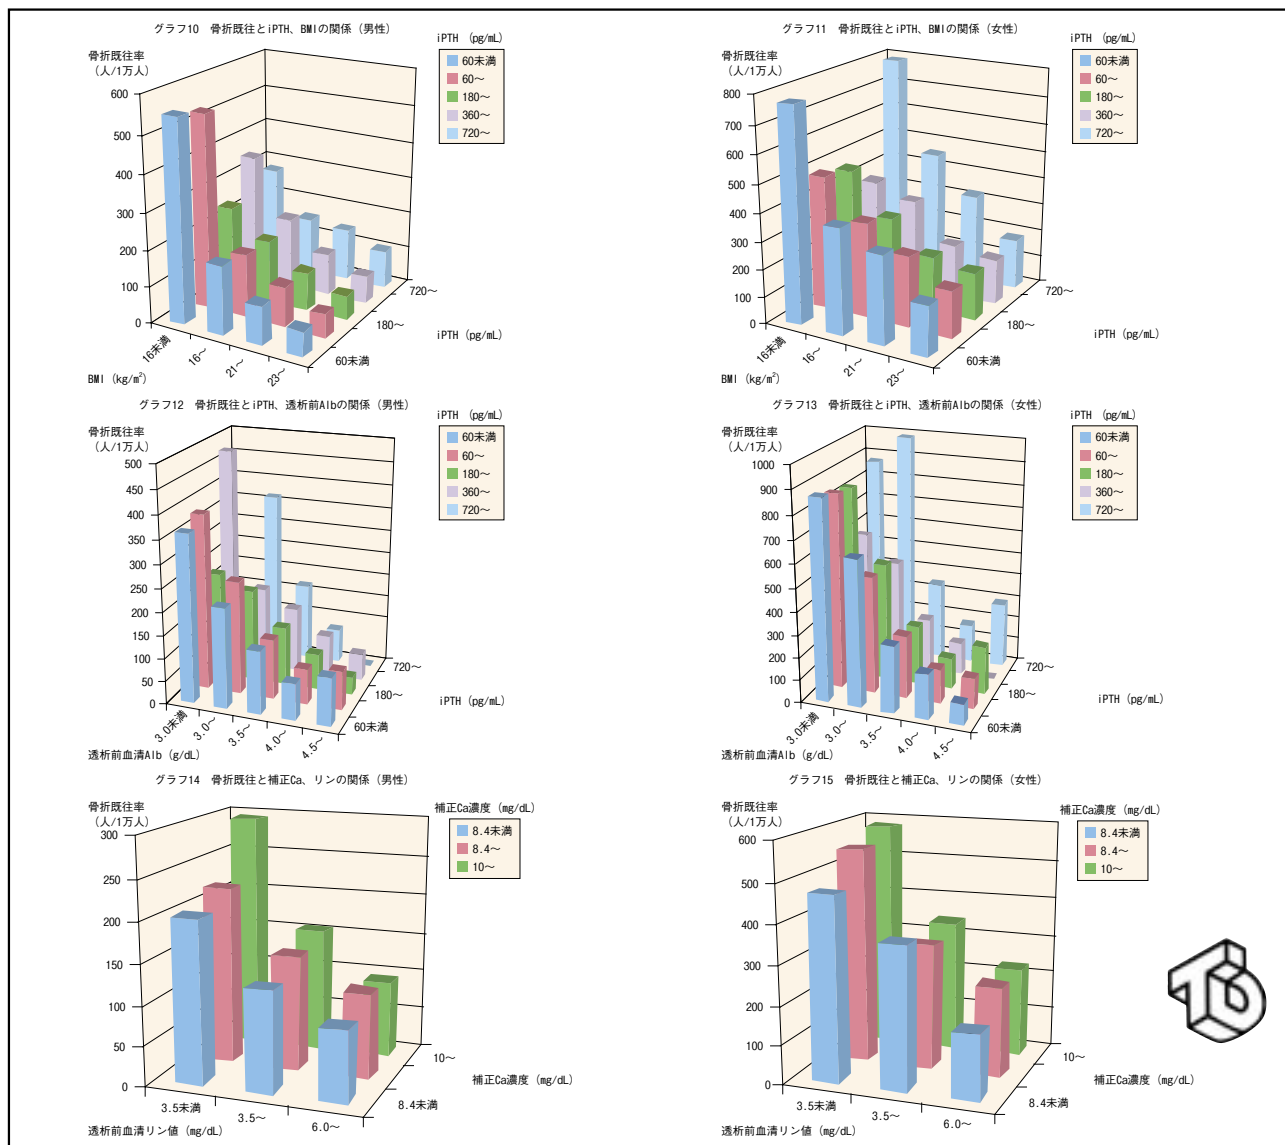 グラフ10　骨折既往とiPTH、BMIの関係（男性）
骨折既往率
（人/1万人）
600
500
400
300
200
100
0
16未満
16～
21～
23～
BMI（kg/m²）
60未満
180～
720～
iPTH（pg/mL）
iPTH （pg/mL）
60未満
60～
180～
360～
720～
グラフ11　骨折既往とiPTH、BMIの関係（女性）
骨折既往率
（人/1万人）
800
700
600
500
400
300
200
100
0
16未満
16～
21～
23～
BMI（kg/m²）
60未満
180～
720～
iPTH（pg/mL）
iPTH （pg/mL）
60未満
60～
180～
360～
720～
グラフ12　骨折既往とiPTH、透析前Albの関係（男性）
骨折既往率
（人/1万人）
500
450
400
350
300
250
200
150
100
50
0
3.0未満
3.0～
3.5～
4.0～
4.5～
透析前血清Alb（g/dL）
60未満
180～
720～
iPTH（pg/mL）
iPTH （pg/mL）
60未満
60～
180～
360～
720～
グラフ13　骨折既往とiPTH、透析前Albの関係（女性）
骨折既往率
（人/1万人）
1000
900
800
700
600
500
400
300
200
100
0
3.0未満
3.0～
3.5～
4.0～
4.5～
透析前血清Alb（g/dL）
60未満
180～
720～
iPTH（pg/mL）
iPTH （pg/mL）
60未満
60～
180～
360～
720～
グラフ14　骨折既往と補正Ca、リンの関係（男性）
骨折既往率
（人/1万人）
300
250
200
150
100
50
0
3.5未満
3.5～
6.0～
透析前血清リン値（mg/dL）
8.4未満
10～
補正Ca濃度（mg/dL）
補正Ca濃度（mg/dL）
8.4未満
8.4～
10～
グラフ15　骨折既往と補正Ca、リンの関係（女性）
骨折既往率
（人/1万人）
600
500
400
300
200
100
0
3.5未満
3.5～
6.0～
透析前血清リン値（mg/dL）
8.4未満
10～
補正Ca濃度（mg/dL）
補正Ca濃度（mg/dL）
8.4未満
8.4～
10～